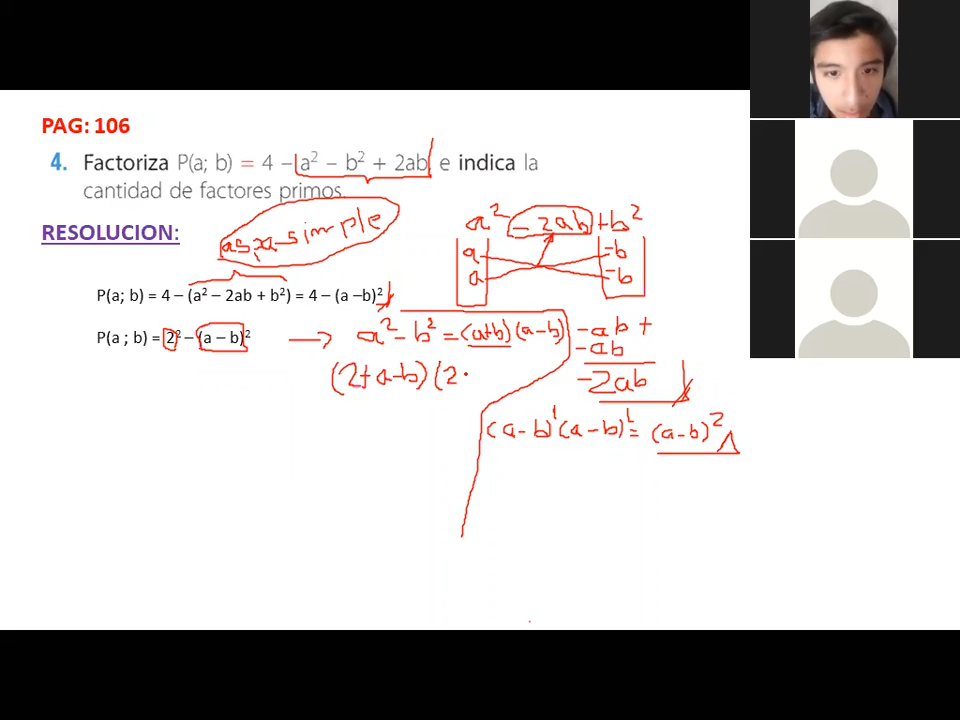 PAG: 106
4. Factoriza P(a; b) = 4 – a² – b² + 2ab e indica la
cantidad de factores primos.
RESOLUCION:
aspa simple
a² - 2ab + b²
a -b
a -b
P(a; b) = 4 – (a² – 2ab + b²) = 4 – (a –b)²
P(a ; b) = 2² – (a – b)²
→ a² - b² = (a+b)(a-b)
-ab +
-ab
-2ab
(2+a-b)(2
(a-b)¹(a-b)¹ = (a-b)²